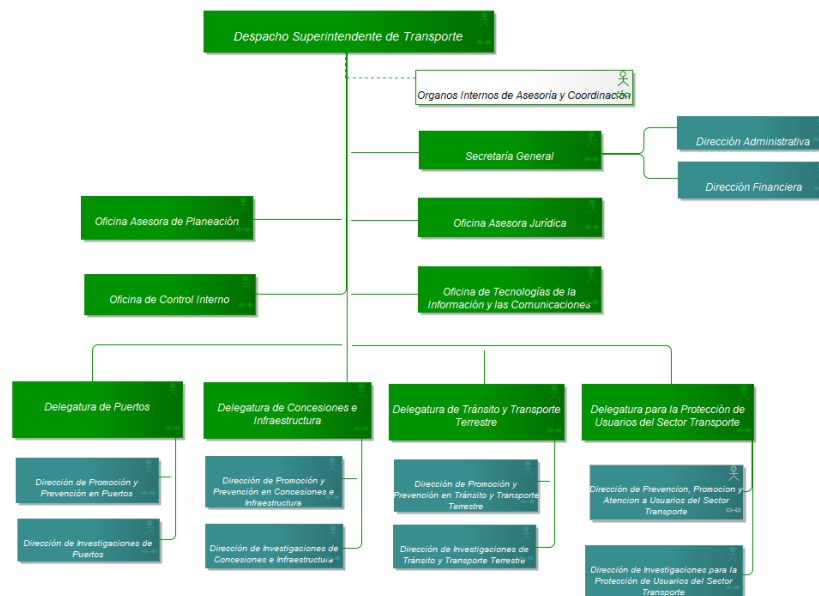 Despacho Superintendente de Transporte
Organos Internos de Asesoría y Coordinación
Secretaría General
Dirección Administrativa
Dirección Financiera
Oficina Asesora de Planeación
Oficina Asesora Jurídica
Oficina de Control Interno
Oficina de Tecnologías de la
Información y las Comunicaciones
Delegatura de Puertos
Delegatura de Concesiones e
Infraestructura
Delegatura de Tránsito y Transporte
Terrestre
Delegatura para la Protección de
Usuarios del Sector Transporte
Dirección de Promoción y
Prevención en Puertos
Dirección de Promoción y
Prevención en Concesiones e
Infraestructura
Dirección de Promoción y
Prevención en Tránsito y Transporte
Terrestre
Dirección de Prevencion, Promocion y
Atencion a Usuarios del Sector
Transporte
Dirección de Investigaciones de
Puertos
Dirección de Investigaciones de
Concesiones e Infraestructura
Dirección de Investigaciones de
Tránsito y Transporte Terrestre
Dirección de Investigaciones para la
Protección de Usuarios del Sector
Transporte